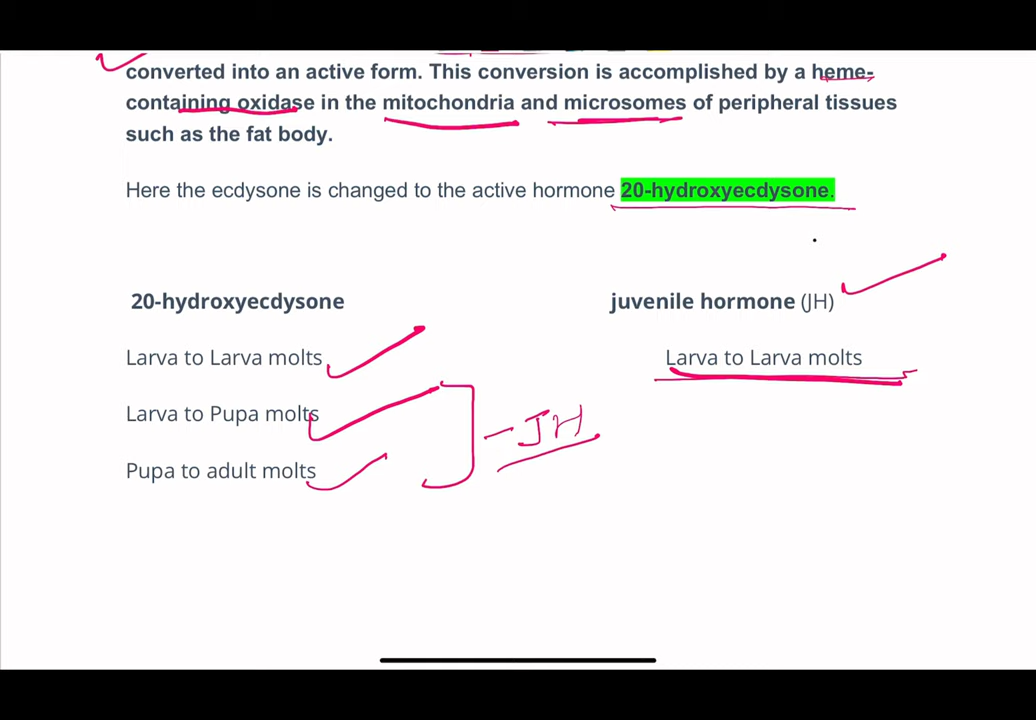 converted into an active form. This conversion is accomplished by a heme-
containing oxidase in the mitochondria and microsomes of peripheral tissues
such as the fat body.
Here the ecdysone is changed to the active hormone 20-hydroxyecdysone.
20-hydroxyecdysone
Larva to Larva molts
Larva to Pupa molts
Pupa to adult molts
- JH
juvenile hormone (JH)
Larva to Larva molts